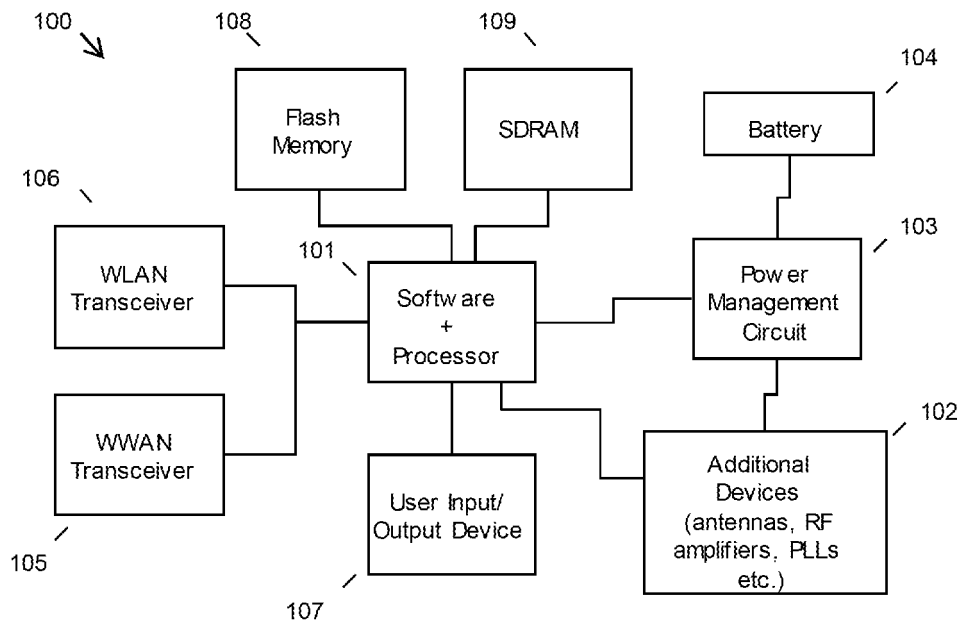 100
108
109
104
Flash
Memory
SDRAM
Battery
106
103
101
WLAN
Transceiver
Software
+
Processor
Power
Management
Circuit
102
WWAN
Transceiver
User Input/
Output Device
Additional
Devices
(antennas, RF
amplifiers, PLLs
etc.)
105
107